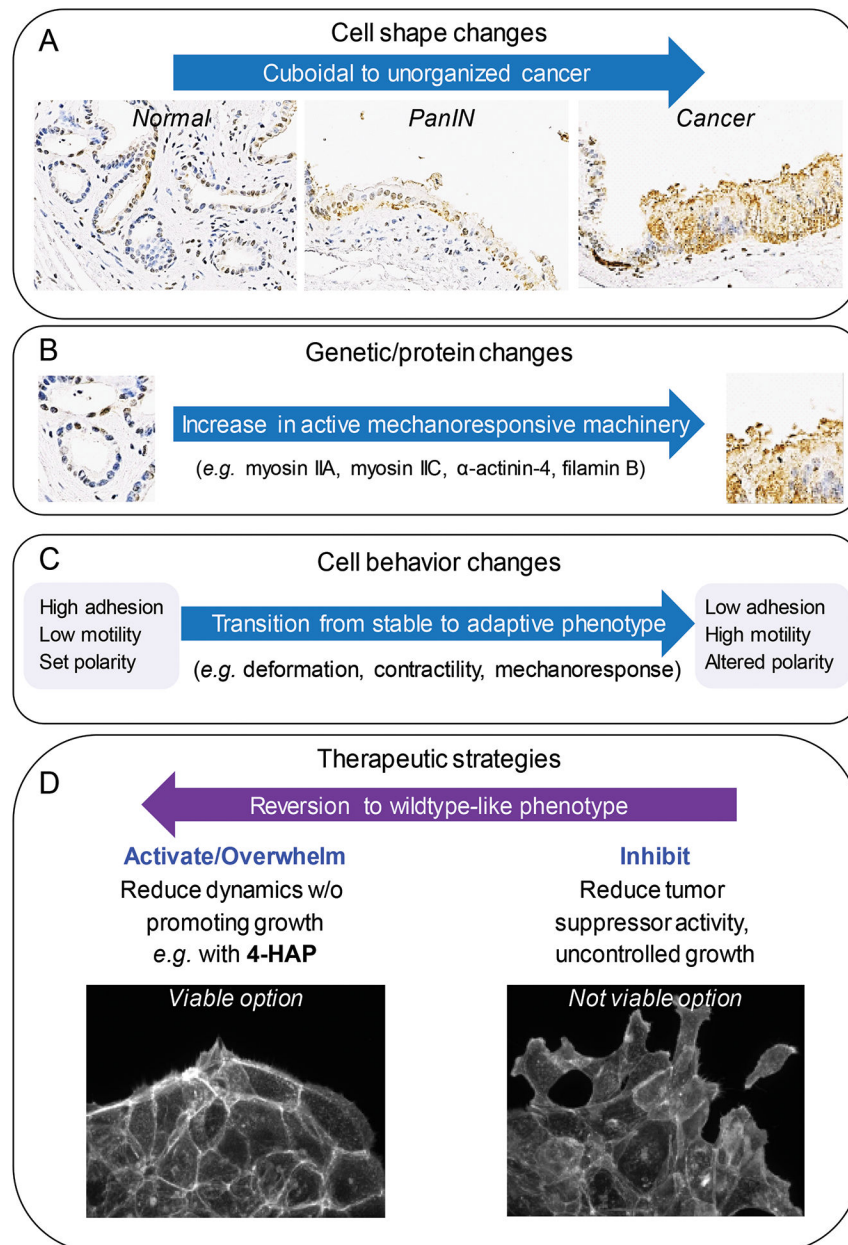 A
Cell shape changes
Cuboidal to unorganized cancer
Normal
PanIN
Cancer
B
Genetic/protein changes
Increase in active mechanoresponsive machinery
(e.g. myosin IIA, myosin IIC, α-actinin-4, filamin B)
C
Cell behavior changes
High adhesion
Low motility
Set polarity
Transition from stable to adaptive phenotype
(e.g. deformation, contractility, mechanoresponse)
Low adhesion
High motility
Altered polarity
D
Therapeutic strategies
Reversion to wildtype-like phenotype
Activate/Overwhelm
Reduce dynamics w/o
promoting growth
e.g. with 4-HAP
Viable option
Inhibit
Reduce tumor
suppressor activity,
uncontrolled growth
Not viable option